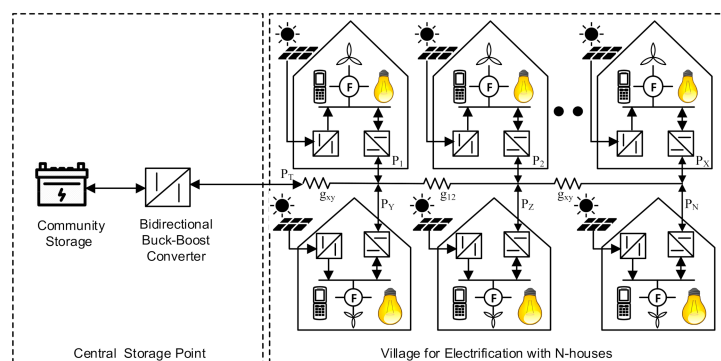 F
F
F
P1
P2
PX
PT
gxy
g12
gxy
PY
PZ
PN
Community
Storage
Bidirectional
Buck-Boost
Converter
F
F
F
Central Storage Point
Village for Electrification with N-houses